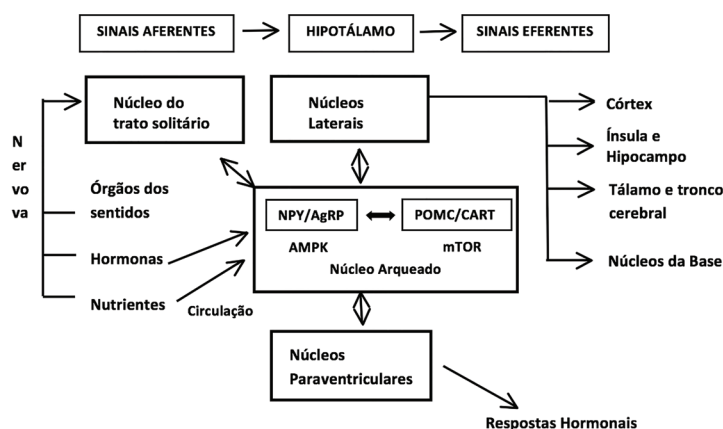 SINAIS AFERENTES
HIPOTÁLAMO
SINAIS EFERENTES
Núcleo do
trato solitário
Núcleos
Laterais
Córtex
Ínsula e
Hipocampo
Tálamo e tronco
cerebral
Núcleos da Base
N
er
vo
va
Órgãos dos
sentidos
Hormonas
Nutrientes
Circulação
NPY/AgRP
POMC/CART
AMPK
mTOR
Núcleo Arqueado
Núcleos
Paraventriculares
Respostas Hormonais